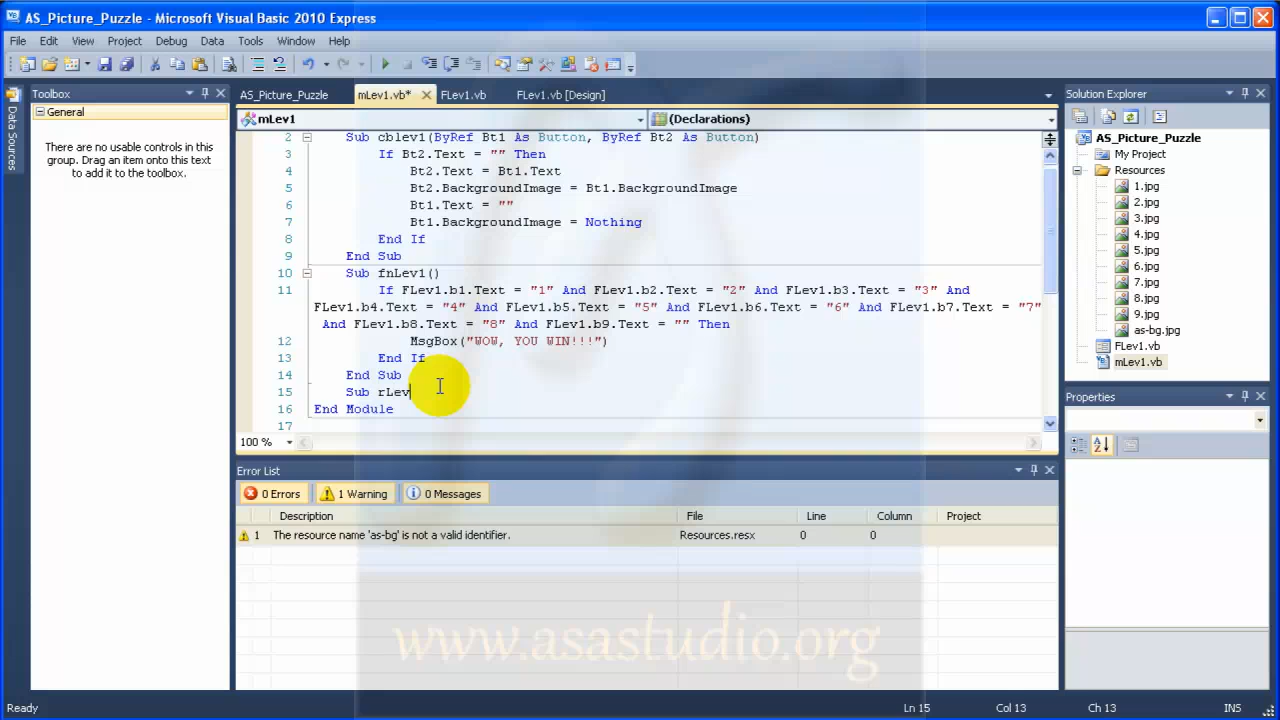 AS_Picture_Puzzle - Microsoft Visual Basic 2010 Express
File Edit View Project Debug Data Tools Window Help
Toolbox
General
There are no usable controls in this
group. Drag an item onto this text
to add it to the toolbox.
Data Sources
AS_Picture_Puzzle mLev1.vb* FLev1.vb FLev1.vb [Design]
mLev1 (Declarations)
2 Sub cblev1(ByRef Bt1 As Button, ByRef Bt2 As Button)
3 If Bt2.Text = "" Then
4 Bt2.Text = Bt1.Text
5 Bt2.BackgroundImage = Bt1.BackgroundImage
6 Bt1.Text = ""
7 Bt1.BackgroundImage = Nothing
8 End If
9 End Sub
10 Sub fnLev1()
11 If FLev1.b1.Text = "1" And FLev1.b2.Text = "2" And FLev1.b3.Text = "3" And
FLev1.b4.Text = "4" And FLev1.b5.Text = "5" And FLev1.b6.Text = "6" And FLev1.b7.Text = "7"
And FLev1.b8.Text = "8" And FLev1.b9.Text = "" Then
12 MsgBox("WOW, YOU WIN!!!")
13 End If
14 End Sub
15 Sub rLev
16 End Module
17
100 %
Error List
0 Errors 1 Warning 0 Messages
Description File Line Column Project
1 The resource name 'as-bg' is not a valid identifier. Resources.resx 0 0
Solution Explorer
AS_Picture_Puzzle
My Project
Resources
1.jpg
2.jpg
3.jpg
4.jpg
5.jpg
6.jpg
7.jpg
8.jpg
9.jpg
as-bg.jpg
FLev1.vb
mLev1.vb
Properties
www.asastudio.org
Ready Ln 15 Col 13 Ch 13 INS